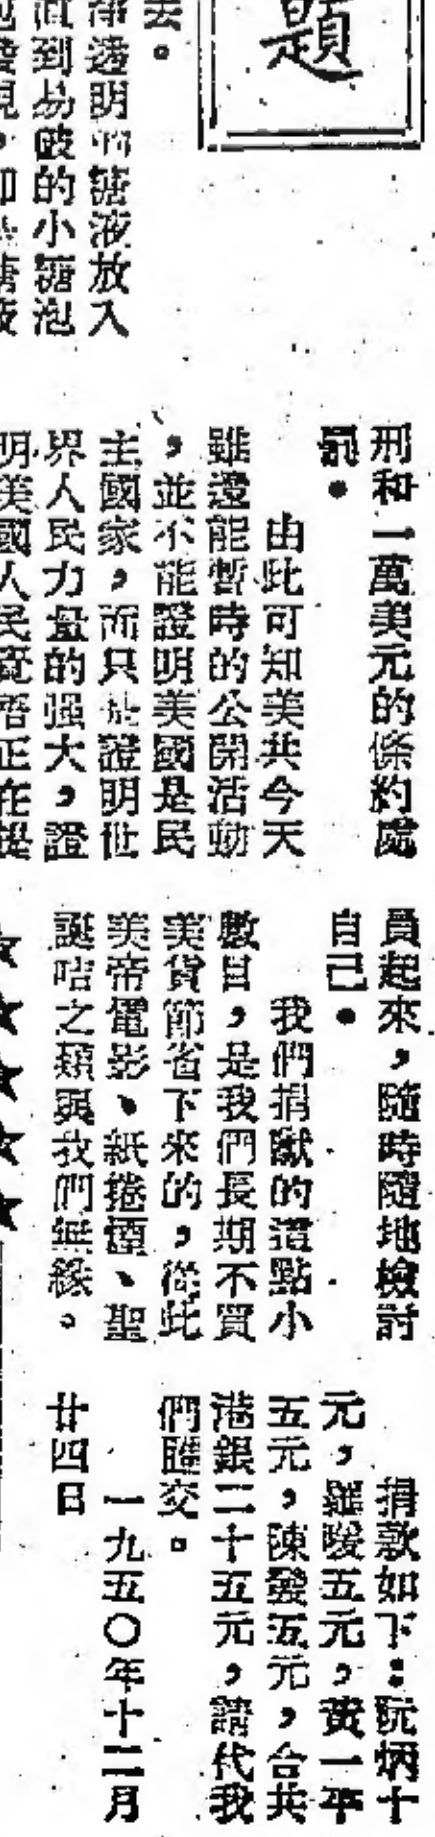 題
去。
透明的糖液放入
直到易破的小糖泡
刑和一萬美元的條約處
罰。
由此可知美共今天
雖還能暫時的公開活動
，並不能證明美國是民
主國家，而只是證明世
界人民力量的强大，證
明美國人民覺悟正在提
員起來，隨時隨地檢討
自己。
我們捐獻的這點小
數目，是我們長期不買
美貨節省下來的，從此
美帝電影、紙捲煙、聖
誕咭之類與我們無緣。
捐款如下：阮炳十
元，羅暖五元，黃一平
五元，陳發五元，合共
港銀二十五元，請代我
們匯交。
一九五〇年十二月
廿四日